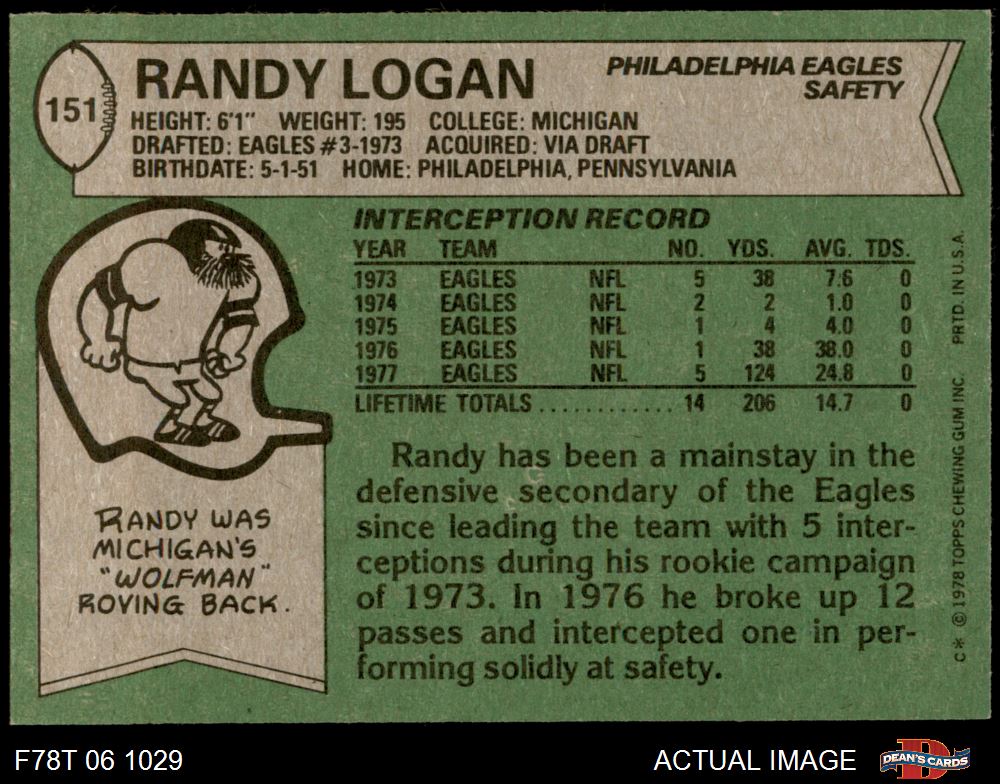 151
RANDY LOGAN
PHILADELPHIA EAGLES
SAFETY
HEIGHT: 6'1" WEIGHT: 195 COLLEGE: MICHIGAN
DRAFTED: EAGLES #3-1973 ACQUIRED: VIA DRAFT
BIRTHDATE: 5-1-51 HOME: PHILADELPHIA, PENNSYLVANIA
INTERCEPTION RECORD
YEAR TEAM NO. YDS. AVG. TDS.
1973 EAGLES NFL 5 38 7.6 0
1974 EAGLES NFL 2 2 1.0 0
1975 EAGLES NFL 1 4 4.0 0
1976 EAGLES NFL 1 38 38.0 0
1977 EAGLES NFL 5 124 24.8 0
LIFETIME TOTALS ............ 14 206 14.7 0
RANDY WAS
MICHIGAN'S
"WOLFMAN"
ROVING BACK.
Randy has been a mainstay in the
defensive secondary of the Eagles
since leading the team with 5 inter-
ceptions during his rookie campaign
of 1973. In 1976 he broke up 12
passes and intercepted one in per-
forming solidly at safety.
C* © 1978 TOPPS CHEWING GUM INC. PRTD. IN U.S.A.
F78T 06 1029
ACTUAL IMAGE
DEAN'S CARDS